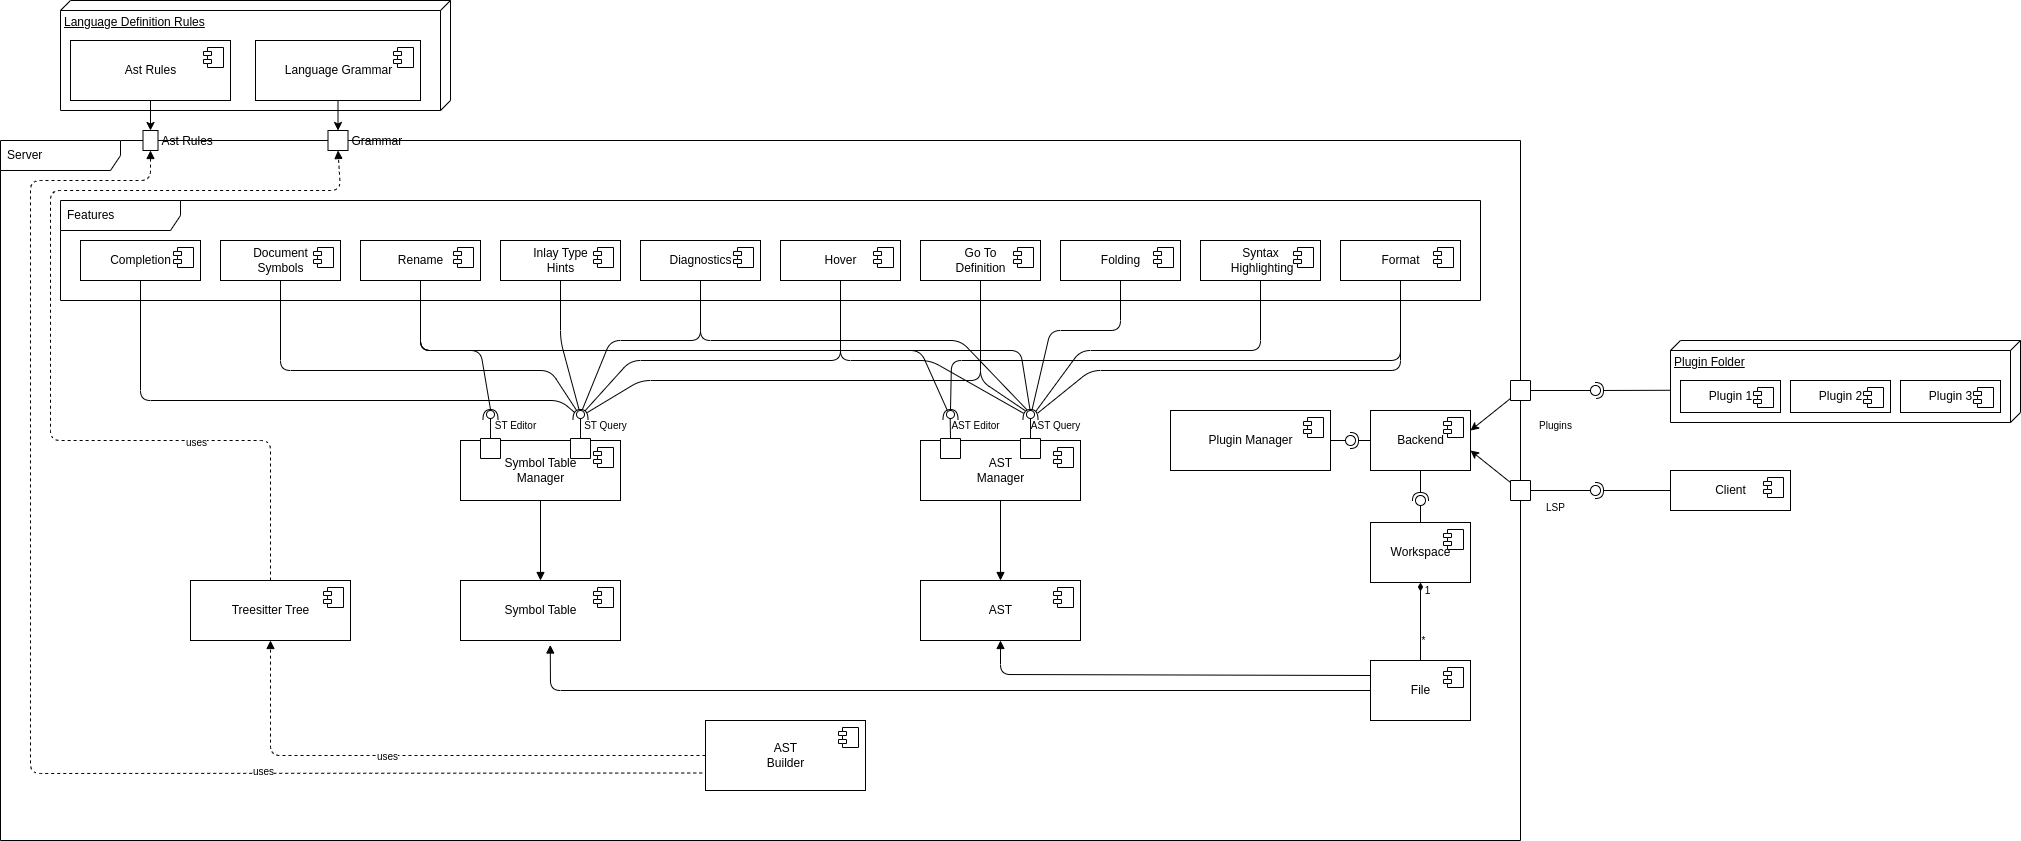 Language Definition Rules
Ast Rules
Language Grammar
Ast Rules
Grammar
Server
Features
Completion
Document
Symbols
Rename
Inlay Type
Hints
Diagnostics
Hover
Go To
Definition
Folding
Syntax
Highlighting
Format
Plugin Folder
Plugin 1
Plugin 2
Plugin 3
Plugins
ST Editor
ST Query
AST Editor
AST Query
uses
Symbol Table
Manager
AST
Manager
Plugin Manager
Backend
Client
LSP
Workspace
1
*
Treesitter Tree
Symbol Table
AST
File
AST
Builder
uses
uses